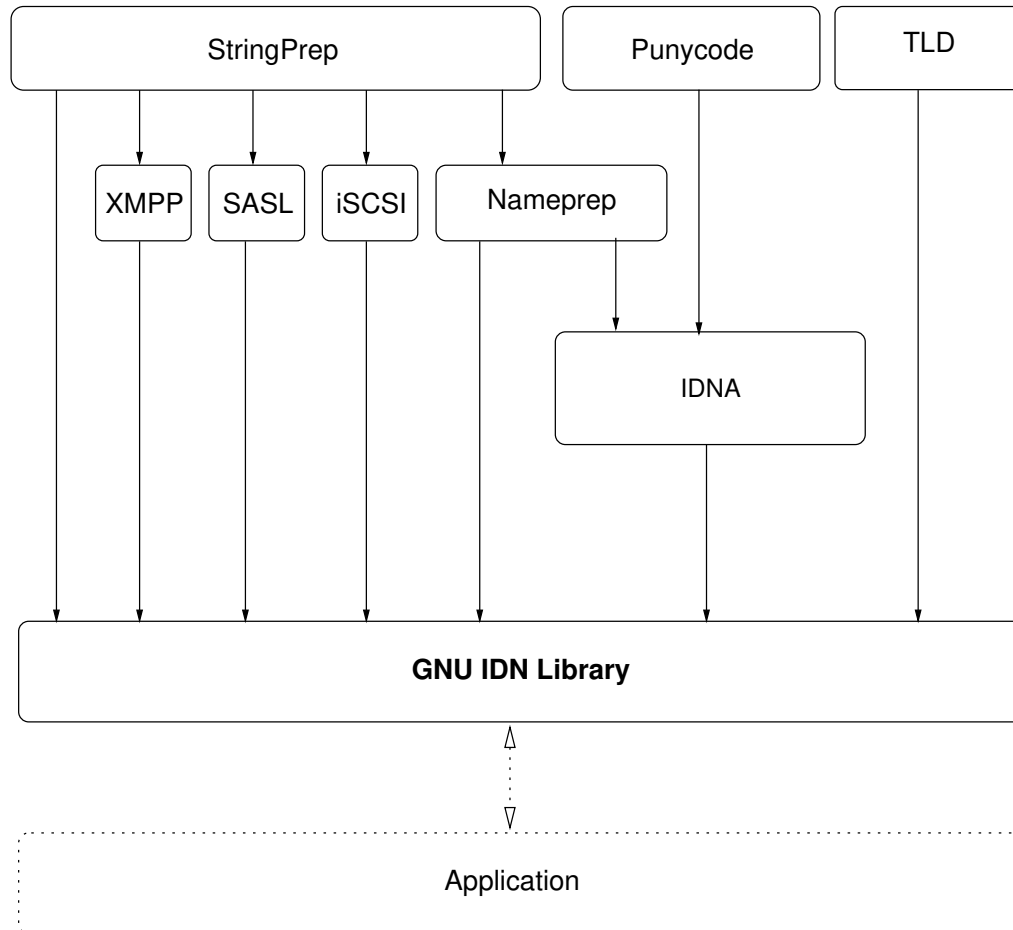 StringPrep
Punycode
TLD
XMPP
SASL
iSCSI
Nameprep
IDNA
GNU IDN Library
Application